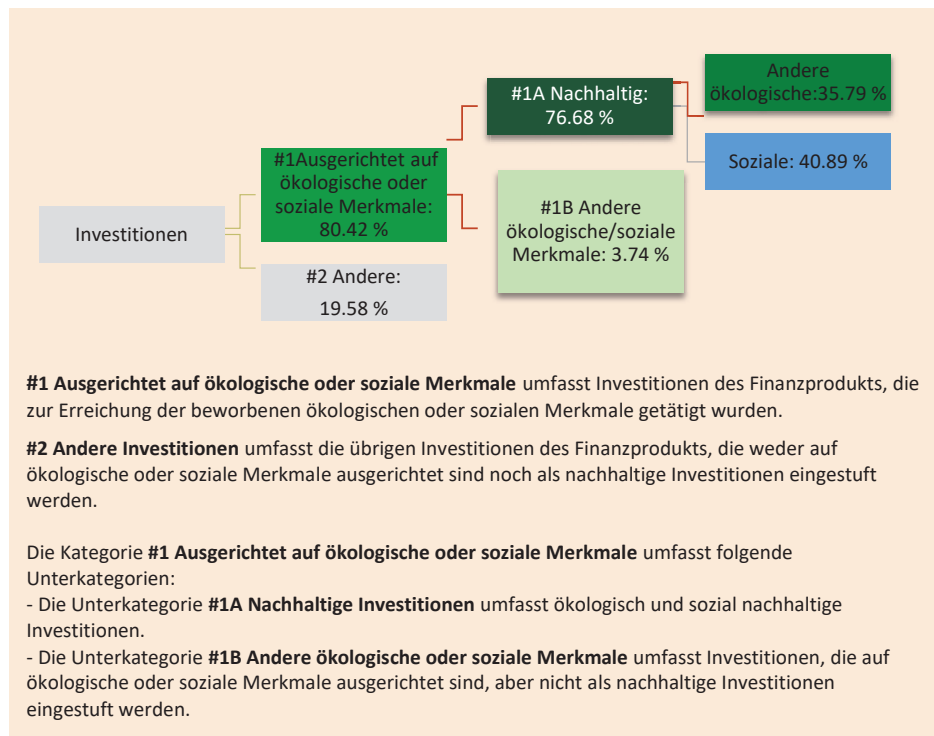 Andere
ökologische:35.79 %
#1A Nachhaltig:
76.68 %
Soziale: 40.89 %
#1Ausgerichtet auf
ökologische oder
soziale Merkmale:
80.42 %
#1B Andere
ökologische/soziale
Merkmale: 3.74 %
Investitionen
#2 Andere:
19.58 %
#1 Ausgerichtet auf ökologische oder soziale Merkmale umfasst Investitionen des Finanzprodukts, die
zur Erreichung der beworbenen ökologischen oder sozialen Merkmale getätigt wurden.
#2 Andere Investitionen umfasst die übrigen Investitionen des Finanzprodukts, die weder auf
ökologische oder soziale Merkmale ausgerichtet sind noch als nachhaltige Investitionen eingestuft
werden.
Die Kategorie #1 Ausgerichtet auf ökologische oder soziale Merkmale umfasst folgende
Unterkategorien:
- Die Unterkategorie #1A Nachhaltige Investitionen umfasst ökologisch und sozial nachhaltige
Investitionen.
- Die Unterkategorie #1B Andere ökologische oder soziale Merkmale umfasst Investitionen, die auf
ökologische oder soziale Merkmale ausgerichtet sind, aber nicht als nachhaltige Investitionen
eingestuft werden.